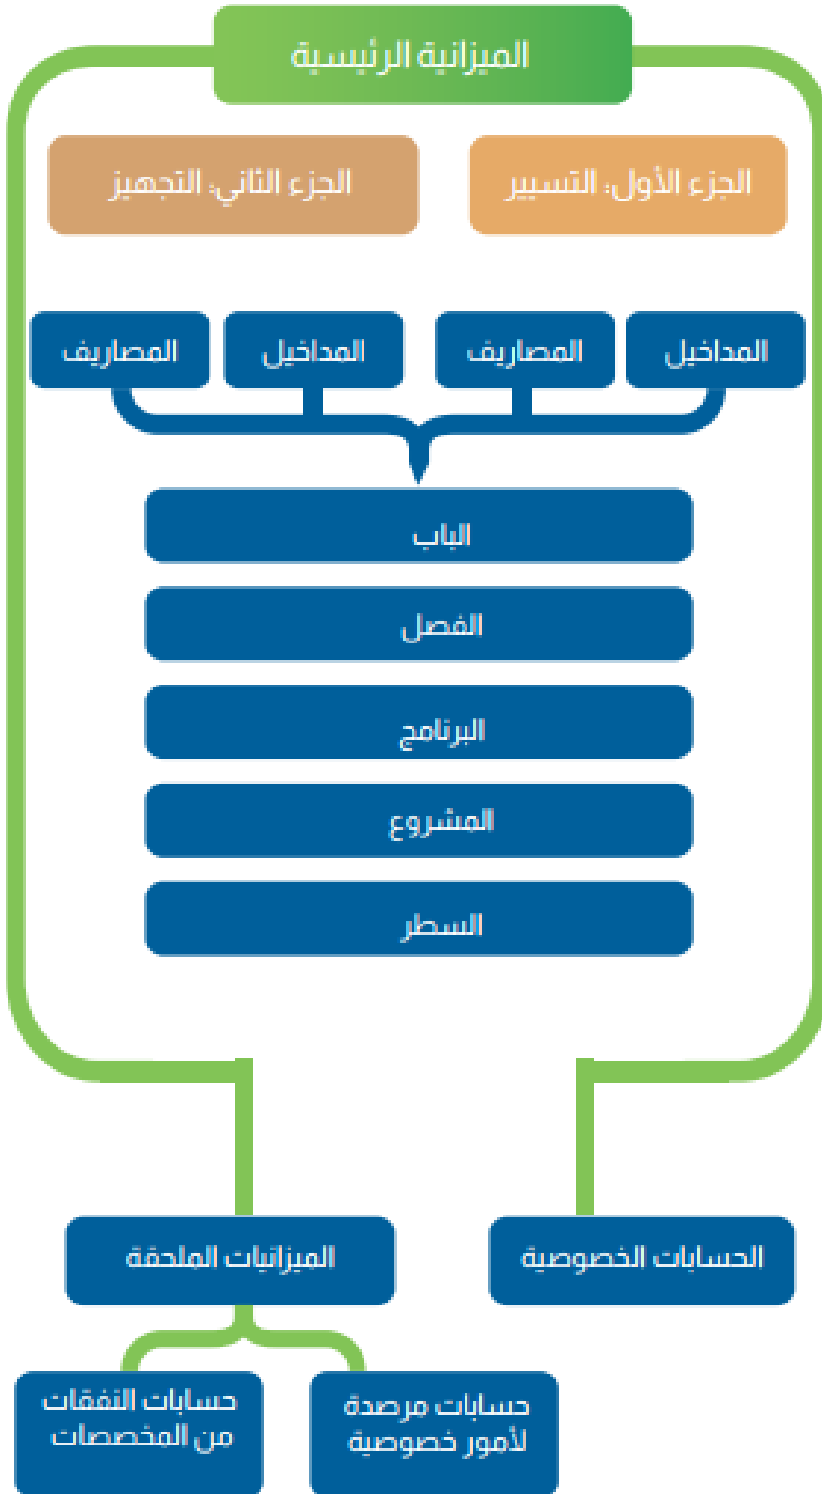 الميزانية الرئيسية
الجزء الأول: التسيير
الجزء الثاني: التجهيز
المداخيل
المصاريف
المداخيل
المصاريف
الباب
الفصل
البرنامج
المشروع
السطر
الحسابات الخصوصية
الميزانيات الملحقة
حسابات مرصدة
لأمور خصوصية
حسابات النفقات
من المخصصات